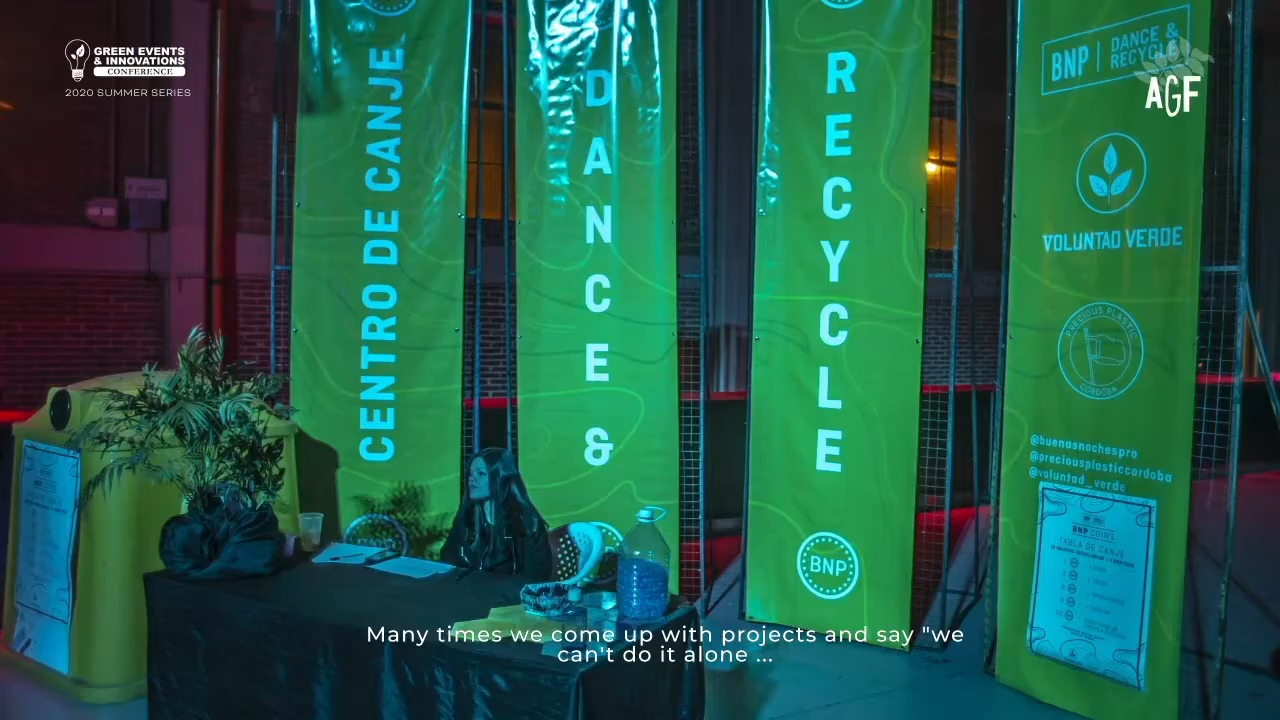 GREEN EVENTS
& INNOVATIONS
CONFERENCE
2020 SUMMER SERIES
CENTRO DE CANJE
DANCE &
RECYCLE
BNP
BNP | DANCE &
RECYCLE
AGF
VOLUNTAD VERDE
PRECIOUS PLASTIC
CORDOBA
@buenasnochespro
@preciousplasticcordoba
@voluntad_verde
BNP COINS
TABLA DE CANJE
Many times we come up with projects and say "we
can't do it alone ...